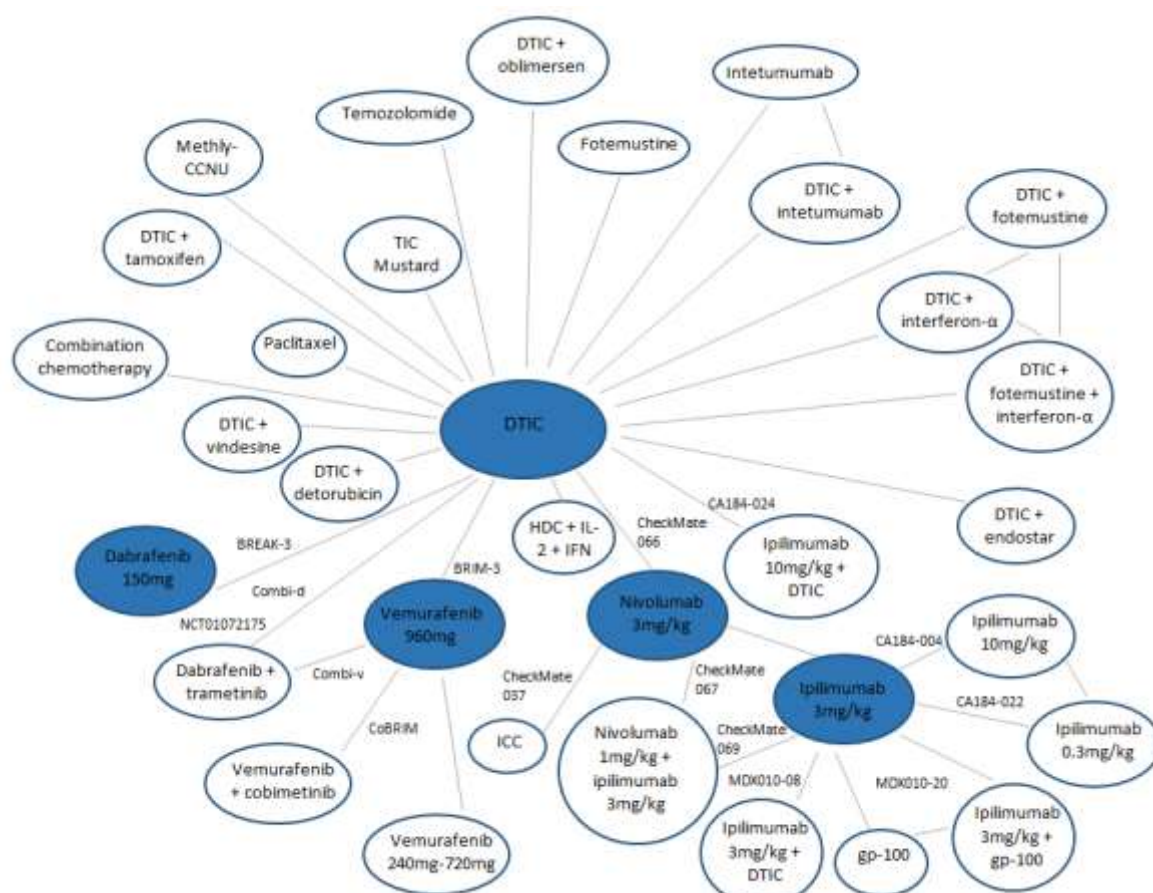 DTIC +
oblimersen
Intetumumab
Temozolomide
Fotemustine
Methly-
CCNU
DTIC +
intetumumab
DTIC +
fotemustine
DTIC +
tamoxifen
TIC
Mustard
DTIC +
interferon-α
Combination
chemotherapy
Paclitaxel
DTIC +
fotemustine +
interferon-α
DTIC
DTIC +
vindesine
DTIC +
detorubicin
CA184-024
HDC + IL-
2 + IFN
CheckMate
066
DTIC +
endostar
BREAK-3
Dabrafenib
150mg
Ipilimumab
10mg/kg +
DTIC
BRIM-3
Combi-d
Vemurafenib
960mg
Nivolumab
3mg/kg
NCT01072175
Ipilimumab
10mg/kg
CA184-004
Dabrafenib +
trametinib
Combi-v
CheckMate
037
CheckMate
067
Ipilimumab
3mg/kg
CA184-022
Ipilimumab
0.3mg/kg
CoBRIM
ICC
Nivolumab
1mg/kg +
ipilimumab
3mg/kg
CheckMate
069
Vemurafenib
+ cobimetinib
MDX010-08
MDX010-20
Vemurafenib
240mg-720mg
Ipilimumab
3mg/kg +
DTIC
gp-100
Ipilimumab
3mg/kg +
gp-100